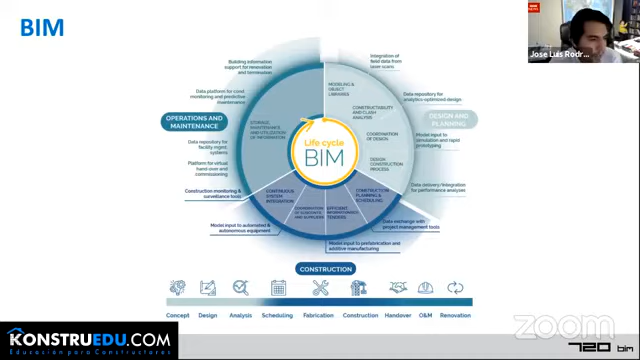 BIM
Jose Luis Rodr...
Building information
support for renovation
and termination
Integration of
field data from
laser scans
Data platform for cond
monitoring and predictive
maintenance
MODELING &
OBJECT
LIBRARIES
Data repository for
analytics optimized design
OPERATIONS AND
MAINTENANCE
STORAGE,
MAINTENANCE
AND UTILIZATION
OF INFORMATION
CONSTRUCTABILITY
AND CLASH
ANALYSIS
DESIGN AND
PLANNING
Life cycle
BIM
COORDINATION
OF DESIGN
Model input to
simulation and rapid
prototyping
Data repository for
facility mgmt
systems
Platform for virtual
hand-over and
commissioning
DESIGN
CONSTRUCTION
PROCESS
Data delivery/integration
for performance analyses
Construction monitoring &
surveillance tools
CONTINUOUS
SYSTEM
INTEGRATION
CONSTRUCTION
PLANNING &
SCHEDULING
COORDINATION
AND SUPPLIERS
EFFICIENT
TENDERS
Data exchange with
project management tools
Model input to automated &
autonomous equipment
Model input to prefabrication and
additive manufacturing
CONSTRUCTION
Concept Design Analysis Scheduling Fabrication Construction Handover O&M Renovation
KONSTRUEDU.COM
Educación para Constructores
zoom
720 bim